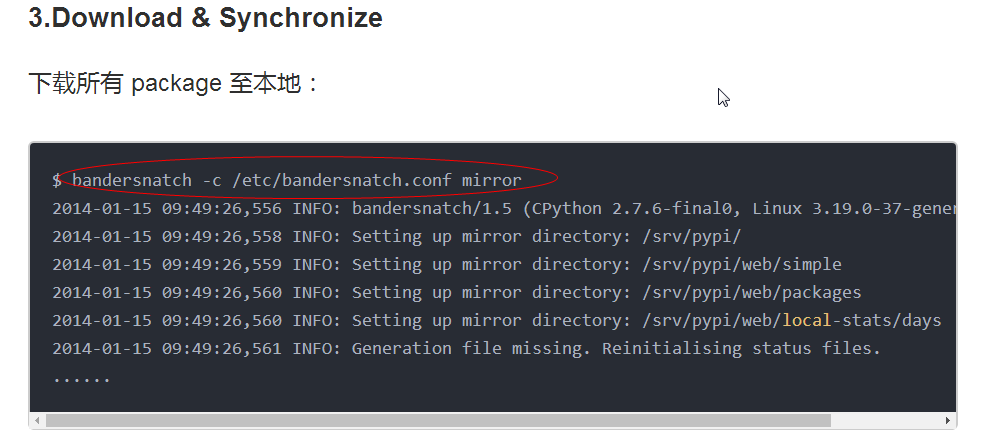 3.Download & Synchronize
下载所有 package 至本地：
$ bandersnatch -c /etc/bandersnatch.conf mirror
2014-01-15 09:49:26,556 INFO: bandersnatch/1.5 (CPython 2.7.6-final0, Linux 3.19.0-37-gener
2014-01-15 09:49:26,558 INFO: Setting up mirror directory: /srv/pypi/
2014-01-15 09:49:26,559 INFO: Setting up mirror directory: /srv/pypi/web/simple
2014-01-15 09:49:26,560 INFO: Setting up mirror directory: /srv/pypi/web/packages
2014-01-15 09:49:26,560 INFO: Setting up mirror directory: /srv/pypi/web/local-stats/days
2014-01-15 09:49:26,561 INFO: Generation file missing. Reinitialising status files.
......